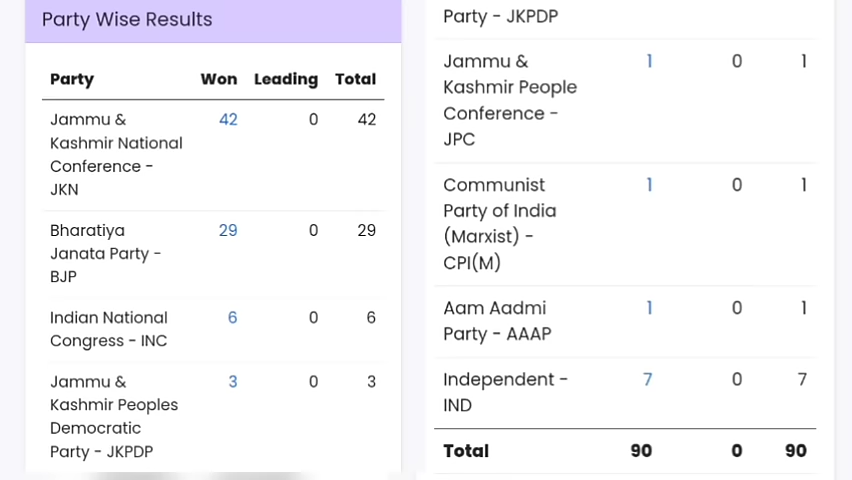 Party Wise Results
Party Won Leading Total
Jammu & 42 0 42
Kashmir National
Conference -
JKN
Bharatiya 29 0 29
Janata Party -
BJP
Indian National 6 0 6
Congress - INC
Jammu & 3 0 3
Kashmir Peoples
Democratic
Party - JKPDP
Party - JKPDP
Jammu & 1 0 1
Kashmir People
Conference -
JPC
Communist 1 0 1
Party of India
(Marxist) -
CPI(M)
Aam Aadmi 1 0 1
Party - AAAP
Independent - 7 0 7
IND
Total 90 0 90